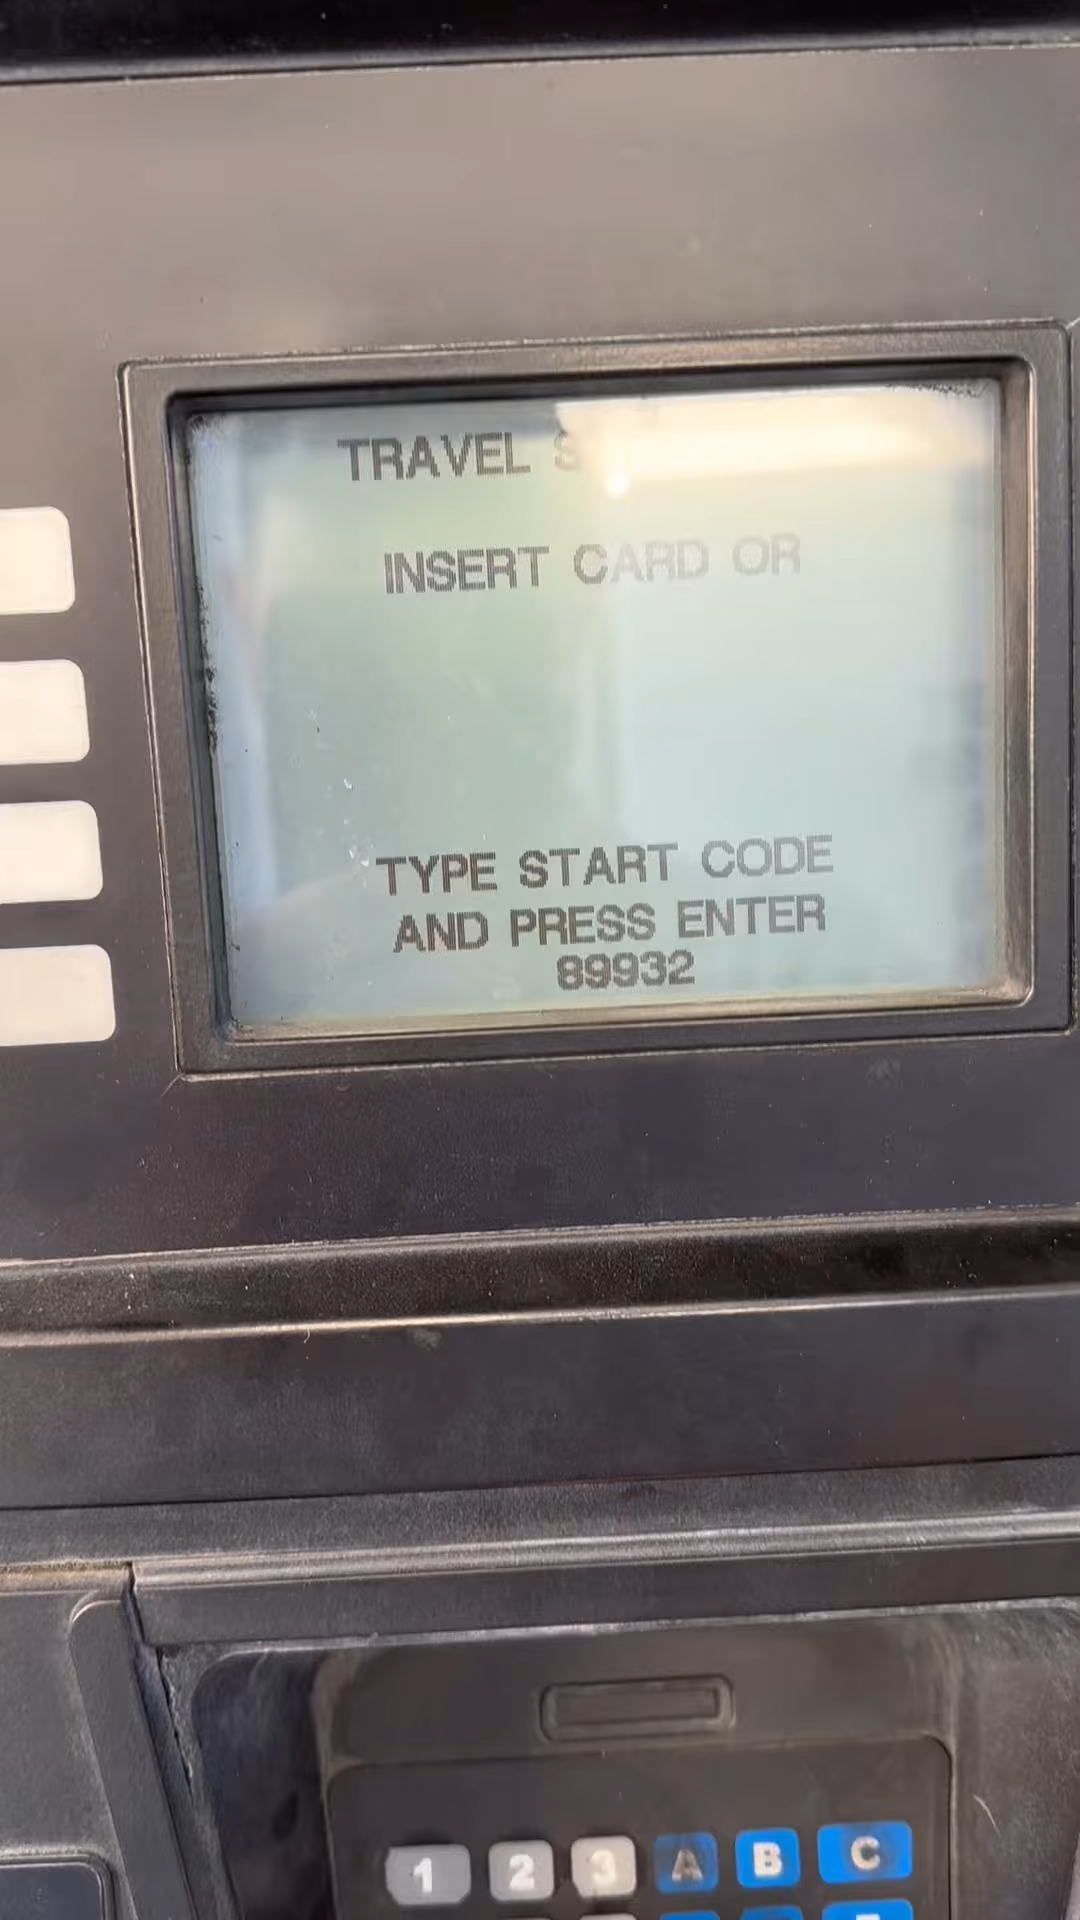 TRAVEL
INSERT CARD OR
TYPE START CODE
AND PRESS ENTER
89932
1 2 3 A B C